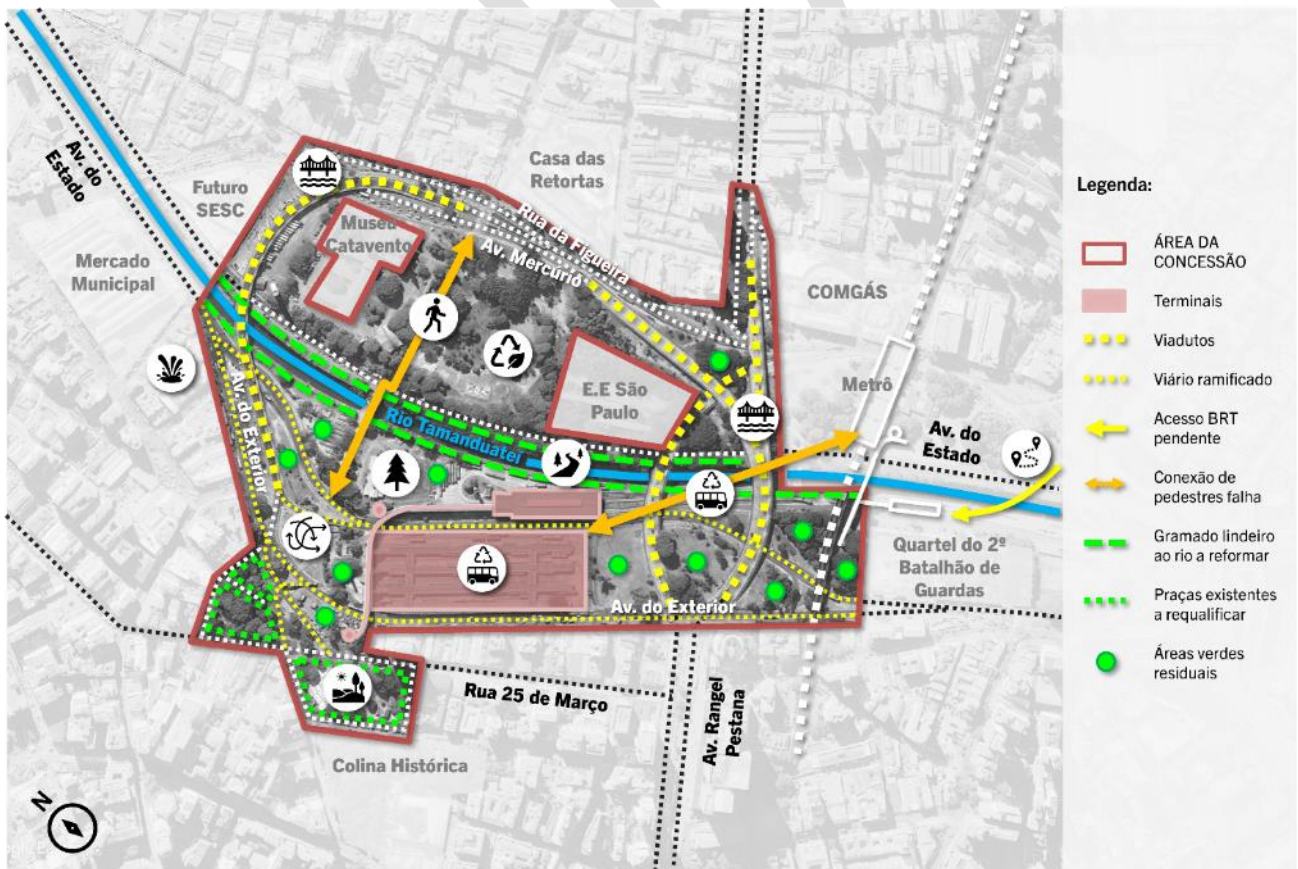 Av. do
Estado
Futuro
SESC
Mercado
Municipal
Casa das
Retortas
Museu
Catavento
Rua da Figueira
Av. Mercurio
COMGÁS
E.E São
Paulo
Metrô
Av. do
Estado
Rio Tamanduateí
Av. do Exterior
Quartel do 2º
Batalhão de
Guardas
Av. do Exterior
Rua 25 de Março
Av. Rangel
Pestana
Colina Histórica
N
Legenda:
ÁREA DA
CONCESSÃO
Terminais
Viadutos
Viário ramificado
Acesso BRT
pendente
Conexão de
pedestres falha
Gramado lindeiro
ao rio a reformar
Praças existentes
a requalificar
Áreas verdes
residuais